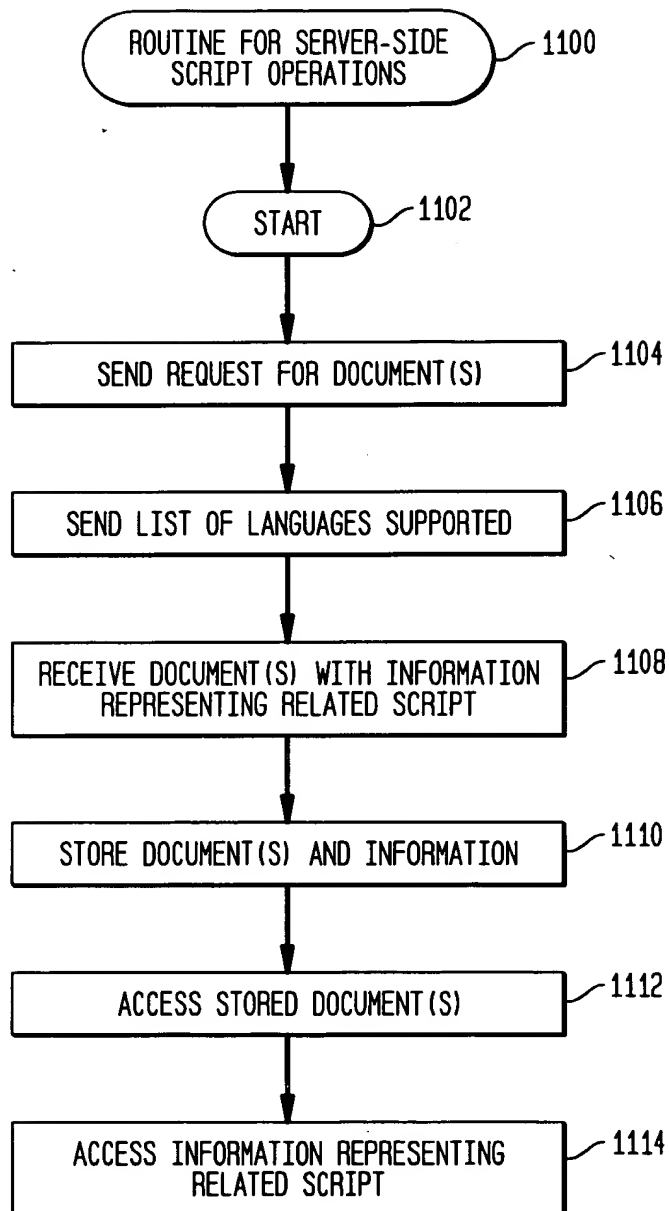 ROUTINE FOR SERVER-SIDE
SCRIPT OPERATIONS
1100
START
1102
SEND REQUEST FOR DOCUMENT(S)
1104
SEND LIST OF LANGUAGES SUPPORTED
1106
RECEIVE DOCUMENT(S) WITH INFORMATION
REPRESENTING RELATED SCRIPT
1108
STORE DOCUMENT(S) AND INFORMATION
1110
ACCESS STORED DOCUMENT(S)
1112
ACCESS INFORMATION REPRESENTING
RELATED SCRIPT
1114